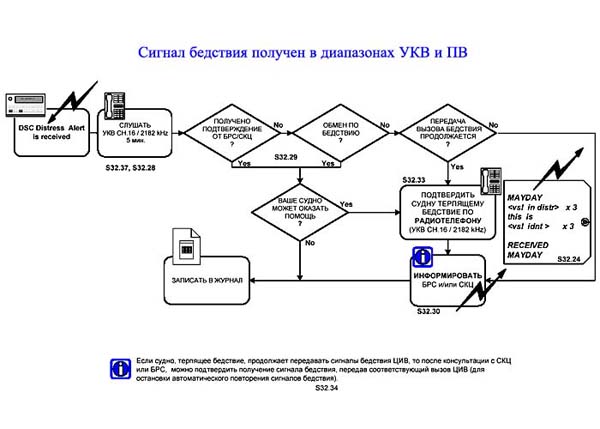 Сигнал бедствия получен в диапазонах УКВ и ПВ
DSC Distress Alert
is received
СЛУШАТЬ
УКВ CH.16 / 2182 kHz
5 мин.
S32.37, S32.28
ПОЛУЧЕНО
ПОДТВЕРЖДЕНИЕ
ОТ БРС/СКЦ
?
No
Yes
S32.29
ОБМЕН ПО
БЕДСТВИЮ
?
No
Yes
ПЕРЕДАЧА
ВЫЗОВА БЕДСТВИЯ
ПРОДОЛЖАЕТСЯ
?
No
Yes
S32.33
ВАШЕ СУДНО
МОЖЕТ ОКАЗАТЬ
ПОМОЩЬ
?
Yes
No
ПОДТВЕРДИТЬ
СУДНУ ТЕРПЯЩЕМУ
БЕДСТВИЕ ПО
РАДИОТЕЛЕФОНУ
(УКВ CH.16 / 2182 kHz)
MAYDAY
<vsl in distr> x 3
this is
<vsl idnt > x 3
RECEIVED
MAYDAY
S32.24
ЗАПИСАТЬ В ЖУРНАЛ
ИНФОРМИРОВАТЬ
БРС и/или СКЦ
S32.30
Если судно, терпящее бедствие, продолжает передавать сигналы бедствия ЦИВ, то после консультации с СКЦ
или БРС, можно подтвердить получение сигнала бедствия, передав соответствующий вызов ЦИВ (для
остановки автоматического повторения сигналов бедствия).
S32.34